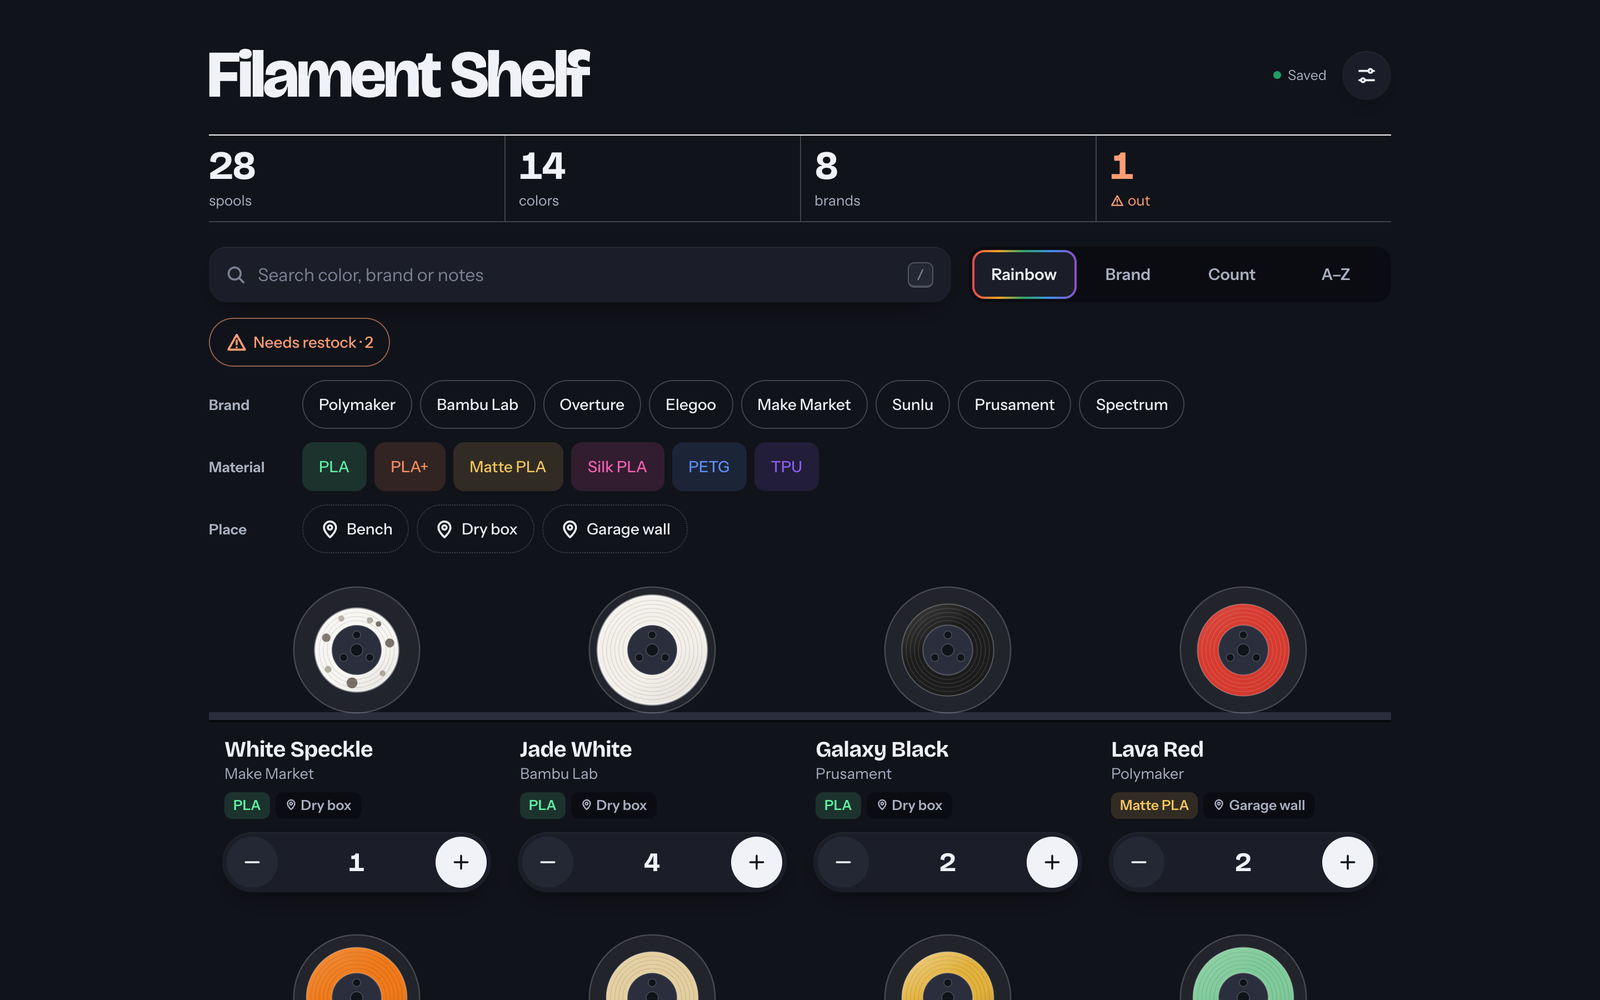 Filament Shelf
Saved
28
spools
14
colors
8
brands
1
out
Search color, brand or notes
/
Rainbow
Brand
Count
A–Z
Needs restock · 2
Brand
Polymaker
Bambu Lab
Overture
Elegoo
Make Market
Sunlu
Prusament
Spectrum
Material
PLA
PLA+
Matte PLA
Silk PLA
PETG
TPU
Place
Bench
Dry box
Garage wall
White Speckle
Make Market
PLA
Dry box
− 1 +
Jade White
Bambu Lab
PLA
Dry box
− 4 +
Galaxy Black
Prusament
PLA
Dry box
− 2 +
Lava Red
Polymaker
Matte PLA
Garage wall
− 2 +